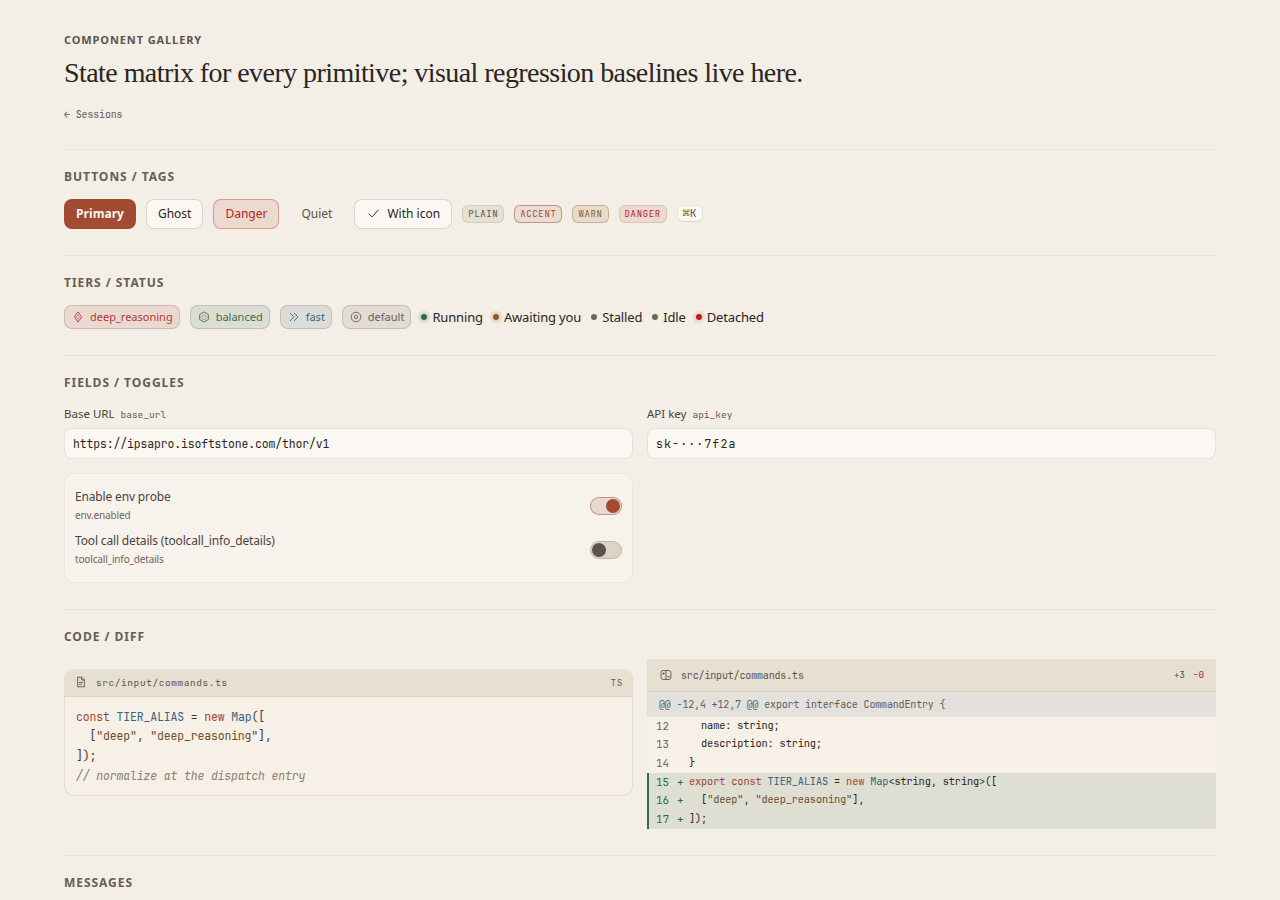 COMPONENT GALLERY
State matrix for every primitive; visual regression baselines live here.
← Sessions
BUTTONS / TAGS
Primary Ghost Danger Quiet With icon PLAIN ACCENT WARN DANGER ⌘K
TIERS / STATUS
deep_reasoning balanced fast default Running Awaiting you Stalled Idle Detached
FIELDS / TOGGLES
Base URL base_url
https://ipsapro.isoftstone.com/thor/v1
API key api_key
sk-···7f2a
Enable env probe
env.enabled
Tool call details (toolcall_info_details)
toolcall_info_details
CODE / DIFF
src/input/commands.ts TS
const TIER_ALIAS = new Map([
  ["deep", "deep_reasoning"],
]);
// normalize at the dispatch entry
src/input/commands.ts +3 -0
@@ -12,4 +12,7 @@ export interface CommandEntry {
12   name: string;
13   description: string;
14 }
15 + export const TIER_ALIAS = new Map<string, string>([
16 +   ["deep", "deep_reasoning"],
17 + ]);
MESSAGES